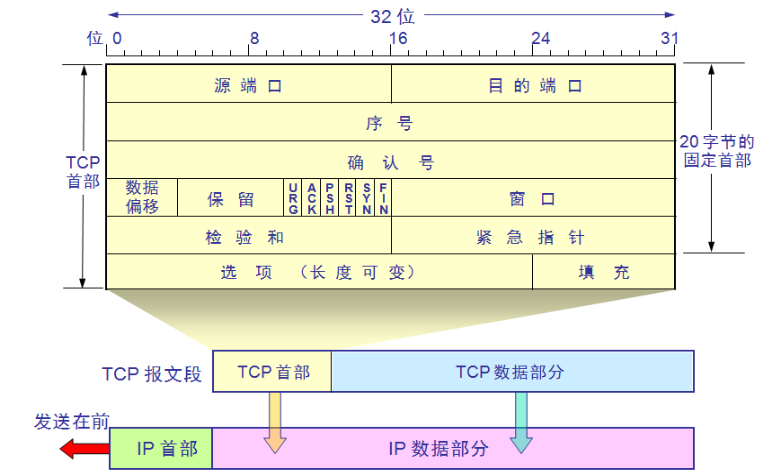 32位
位 0 8 16 24 31
源端口 目的端口
序号
确认号
20字节的
固定首部
TCP
首部
数据
偏移
保留
URG
ACK
PSH
RST
SYN
FIN
窗口
检验和 紧急指针
选项 (长度可变) 填充
TCP 报文段 TCP 首部 TCP 数据部分
发送在前
IP 首部 IP 数据部分